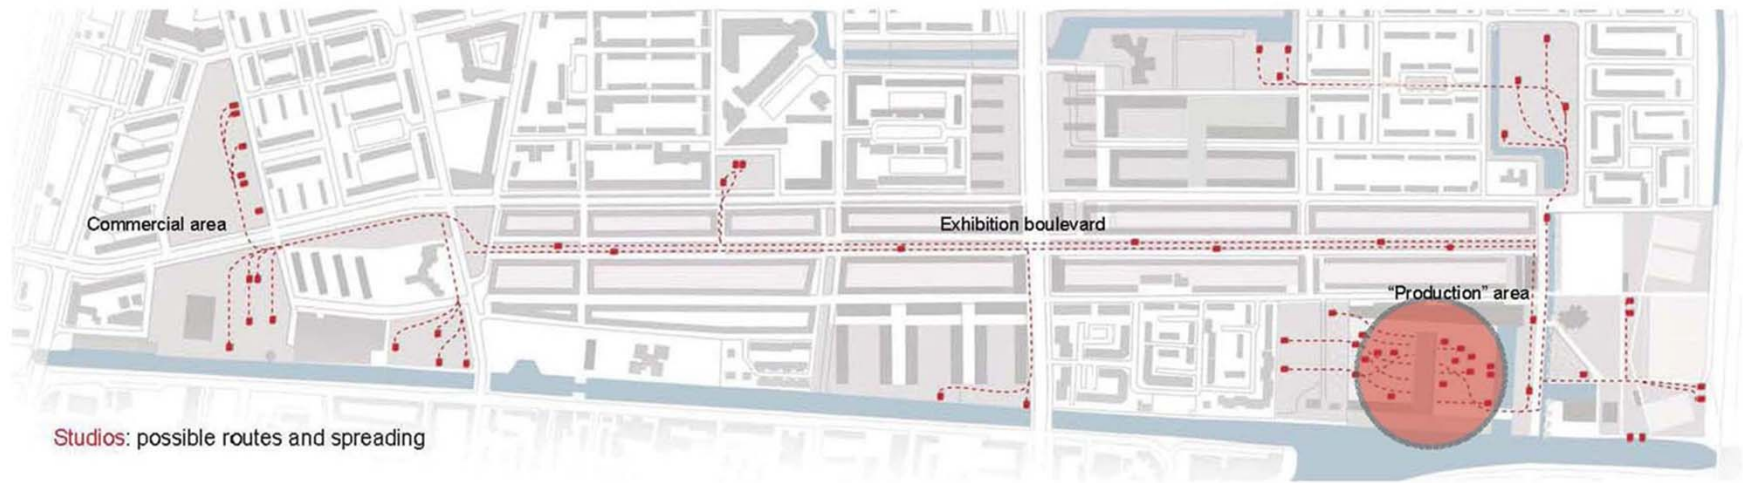 Commercial area
Exhibition boulevard
“Production” area
Studios: possible routes and spreading